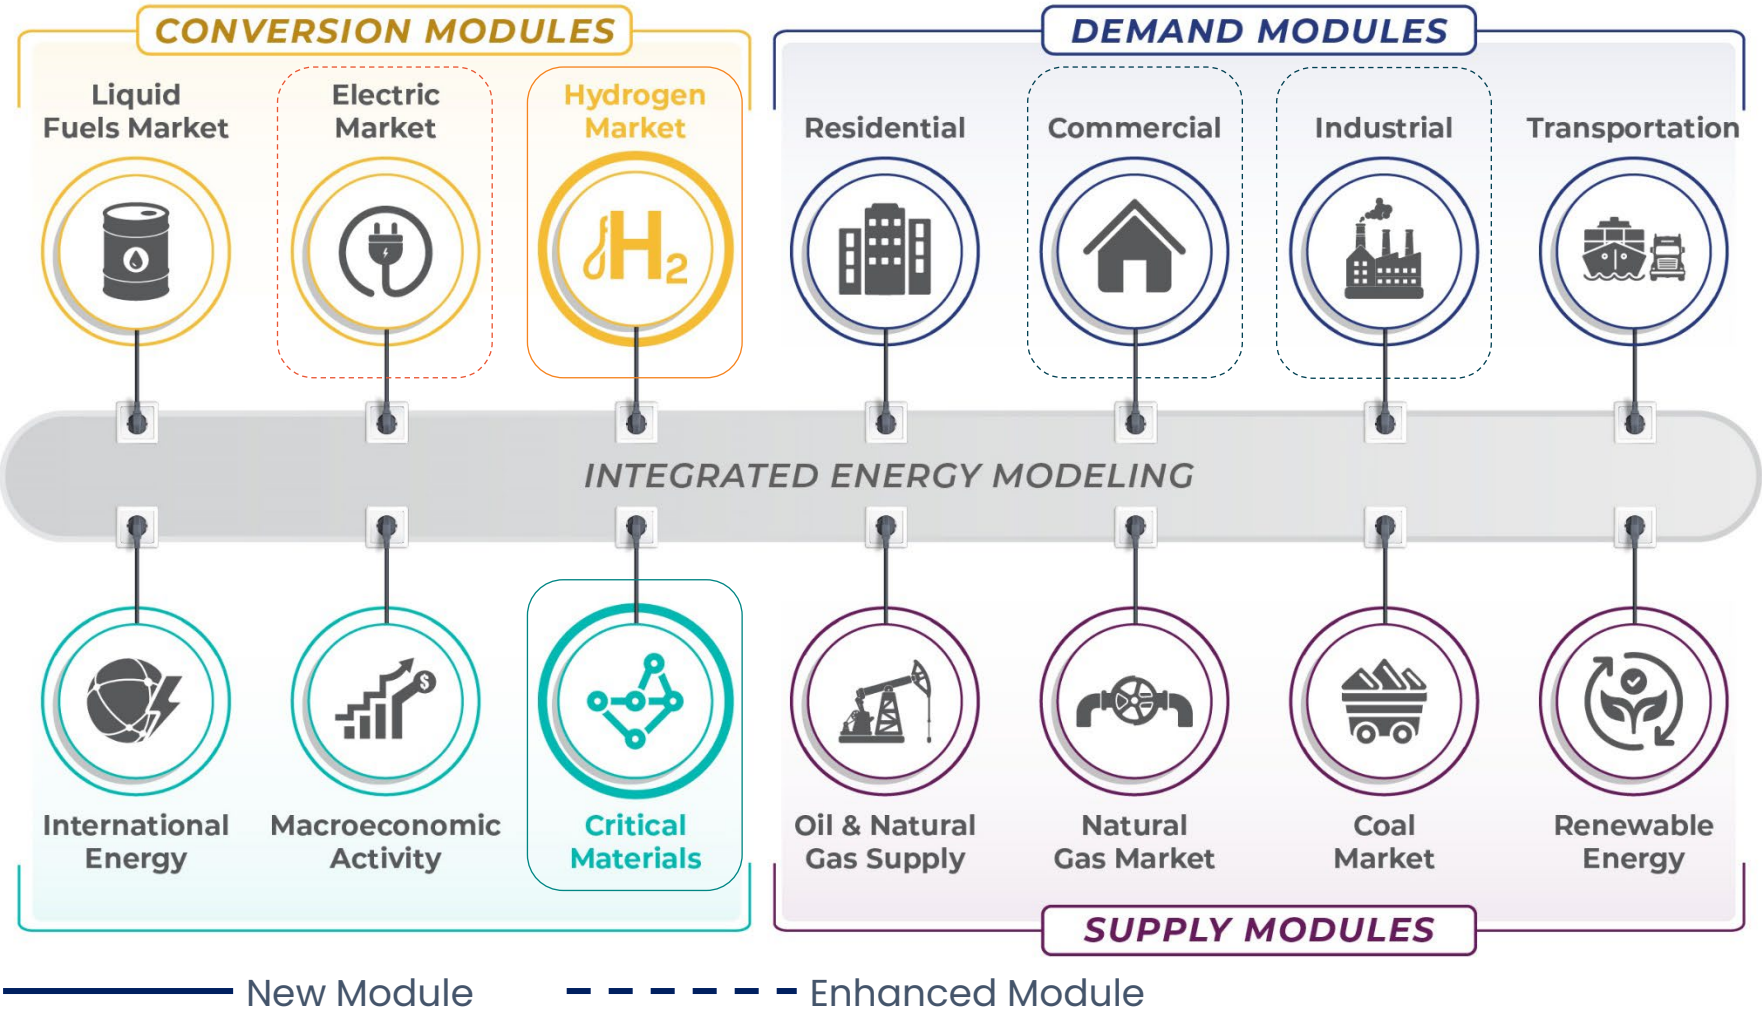 CONVERSION MODULES
DEMAND MODULES
Liquid
Fuels Market
Electric
Market
Hydrogen
Market
Residential
Commercial
Industrial
Transportation
H2
INTEGRATED ENERGY MODELING
$
International
Energy
Macroeconomic
Activity
Critical
Materials
Oil & Natural
Gas Supply
Natural
Gas Market
Coal
Market
Renewable
Energy
SUPPLY MODULES
New Module
Enhanced Module